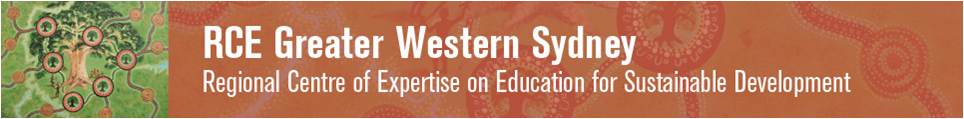 RCE Greater Western Sydney
Regional Centre of Expertise on Education for Sustainable Development